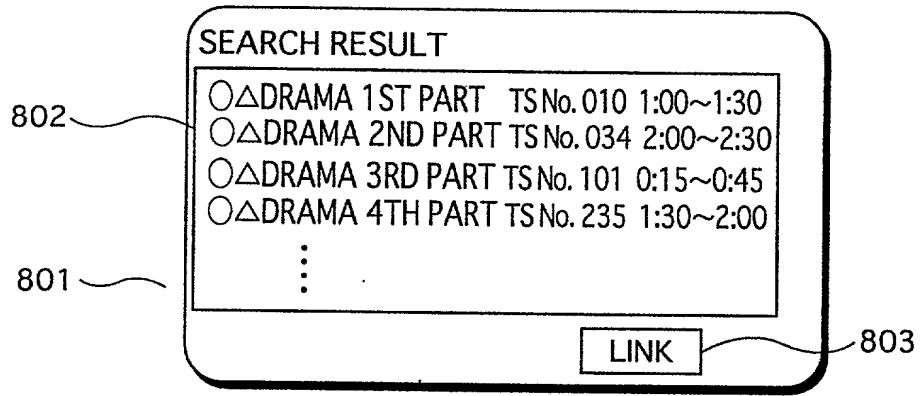 SEARCH RESULT
○△DRAMA 1ST PART TS No. 010 1:00~1:30
○△DRAMA 2ND PART TS No. 034 2:00~2:30
○△DRAMA 3RD PART TS No. 101 0:15~0:45
○△DRAMA 4TH PART TS No. 235 1:30~2:00
LINK
802
801
803